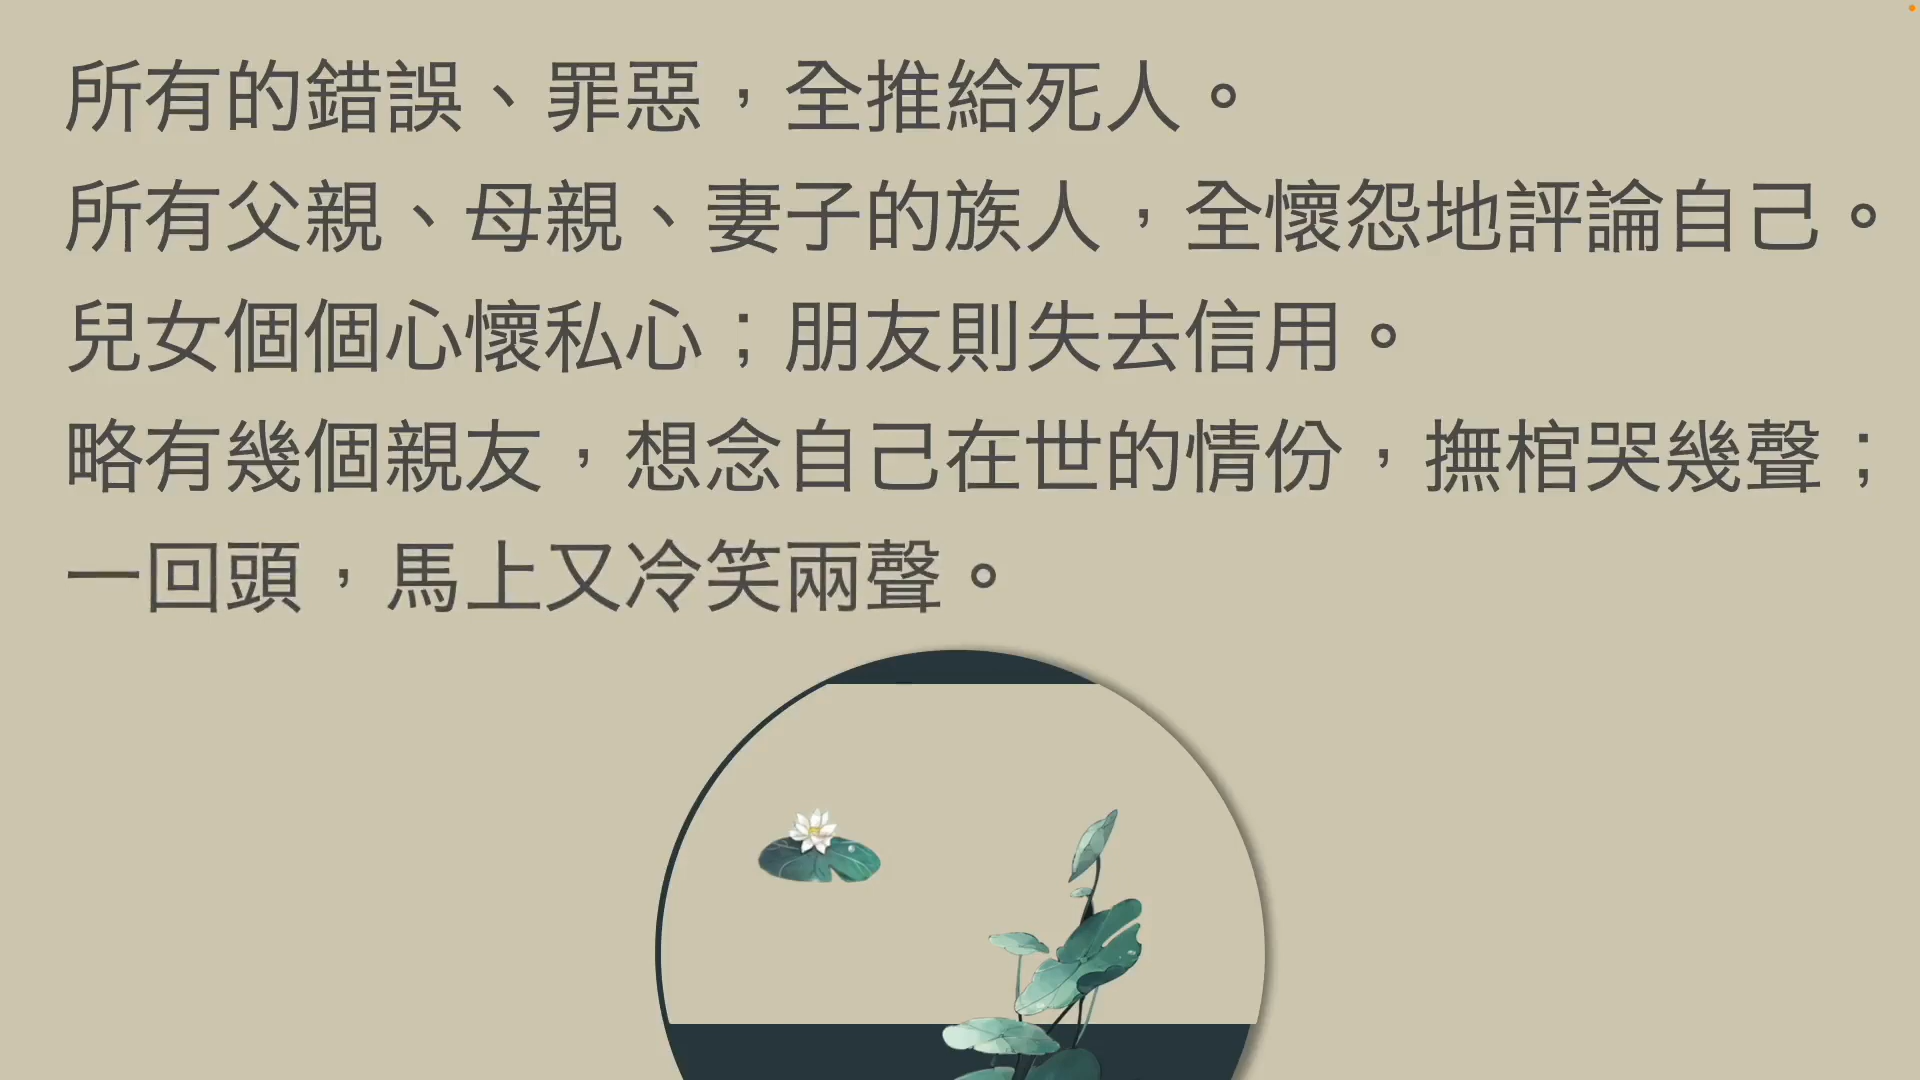 所有的錯誤、罪惡，全推給死人。
所有父親、母親、妻子的族人，全懷怨地評論自己。
兒女個個心懷私心；朋友則失去信用。
略有幾個親友，想念自己在世的情份，撫棺哭幾聲；
一回頭，馬上又冷笑兩聲。